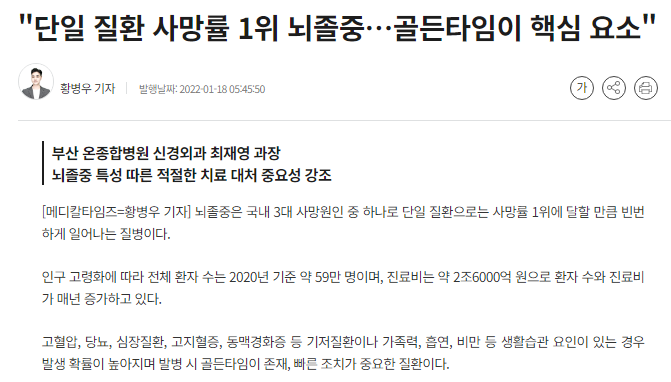 "단일 질환 사망률 1위 뇌졸중…골든타임이 핵심 요소"
황병우 기자
발행날짜: 2022-01-18 05:45:50
가
부산 온종합병원 신경외과 최재영 과장
뇌졸중 특성 따른 적절한 치료 대처 중요성 강조
[메디칼타임즈=황병우 기자] 뇌졸중은 국내 3대 사망원인 중 하나로 단일 질환으로는 사망률 1위에 달할 만큼 빈번
하게 일어나는 질병이다.
인구 고령화에 따라 전체 환자 수는 2020년 기준 약 59만 명이며, 진료비는 약 2조6000억 원으로 환자 수와 진료비
가 매년 증가하고 있다.
고혈압, 당뇨, 심장질환, 고지혈증, 동맥경화증 등 기저질환이나 가족력, 흡연, 비만 등 생활습관 요인이 있는 경우
발생 확률이 높아지며 발병 시 골든타임이 존재, 빠른 조치가 중요한 질환이다.